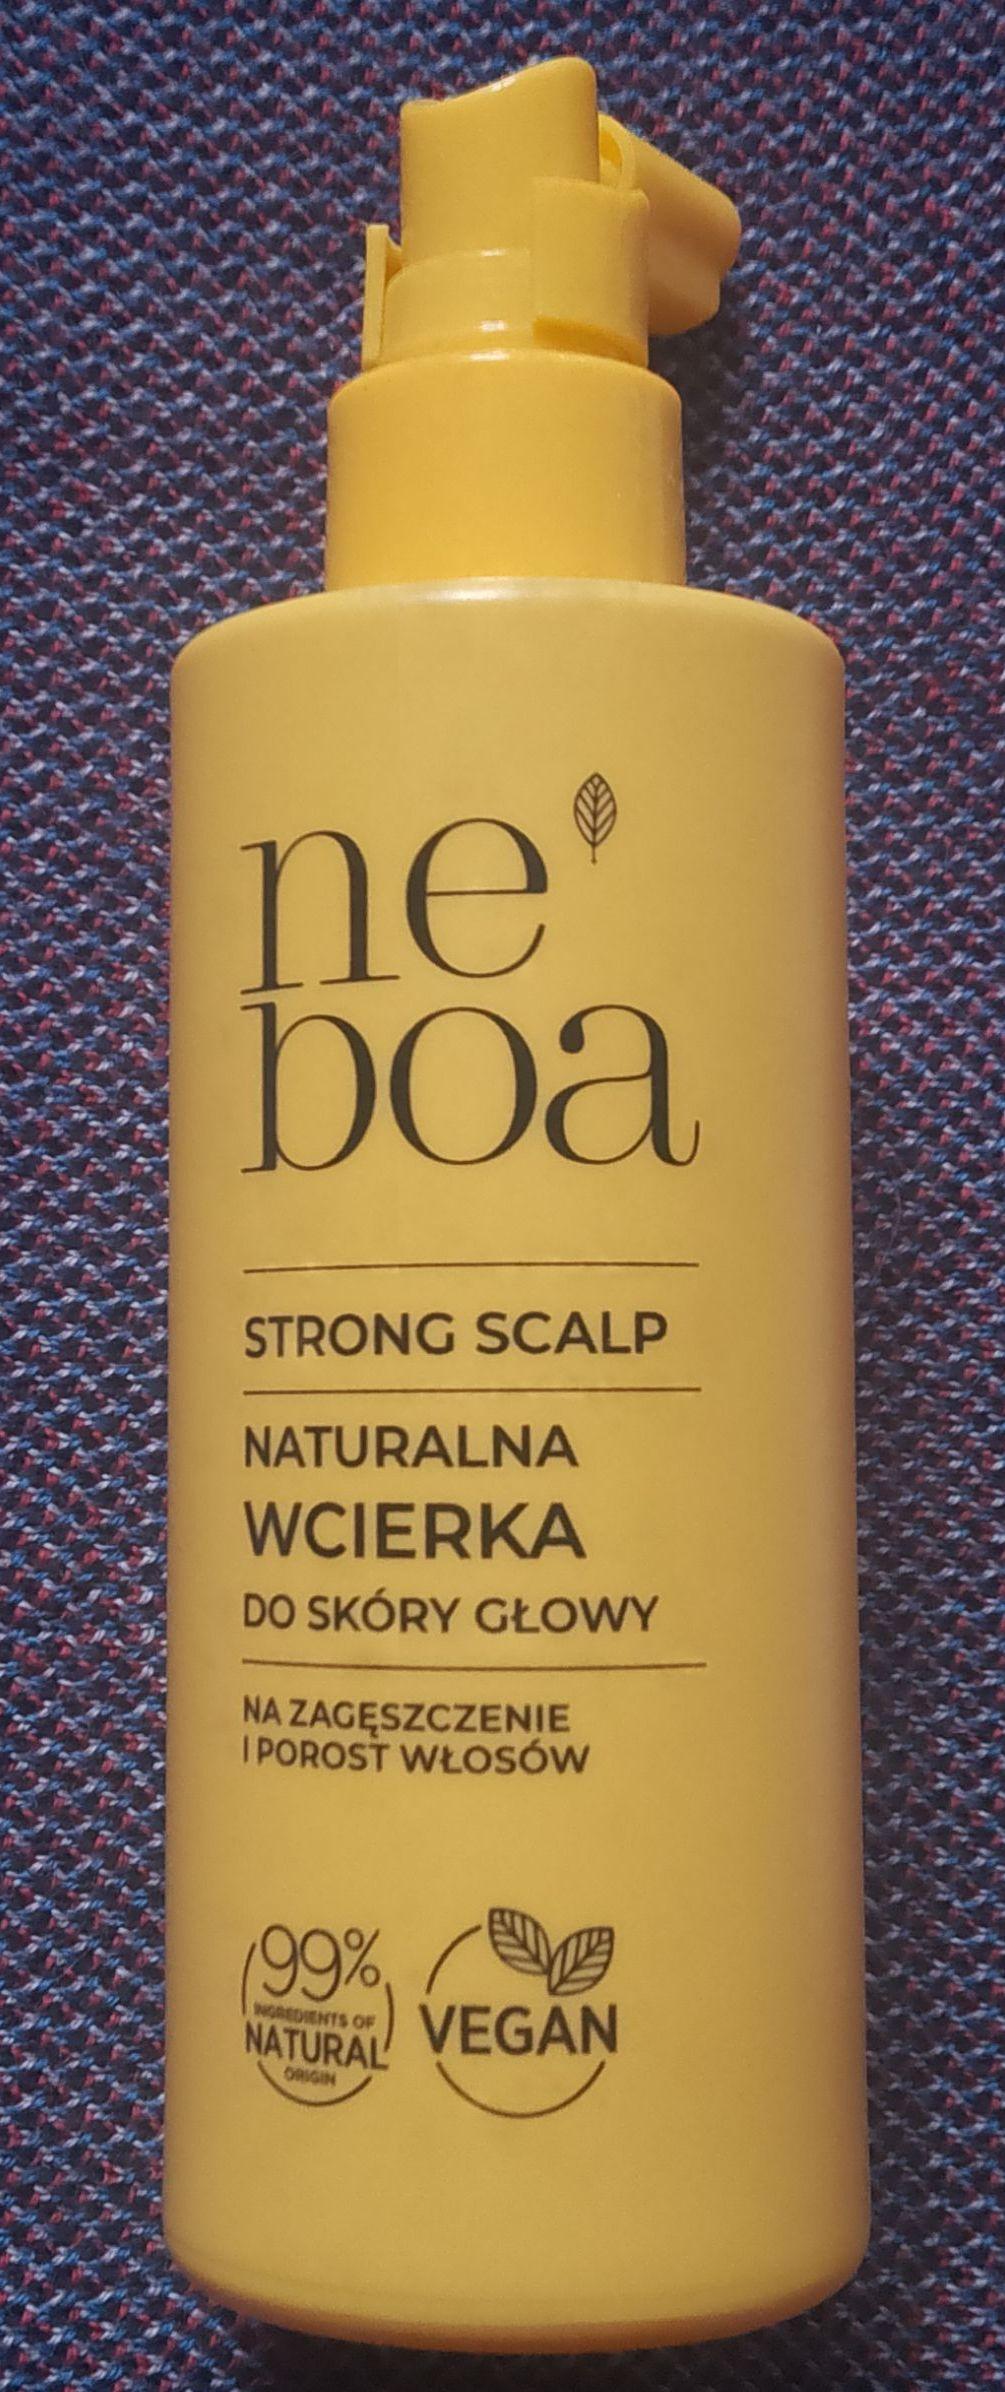 ne
boa
STRONG SCALP
NATURALNA
WCIERKA
DO SKÓRY GŁOWY
NA ZAGĘSZCZENIE
I POROST WŁOSÓW
99%
INGREDIENTS OF
NATURAL
ORIGIN
VEGAN